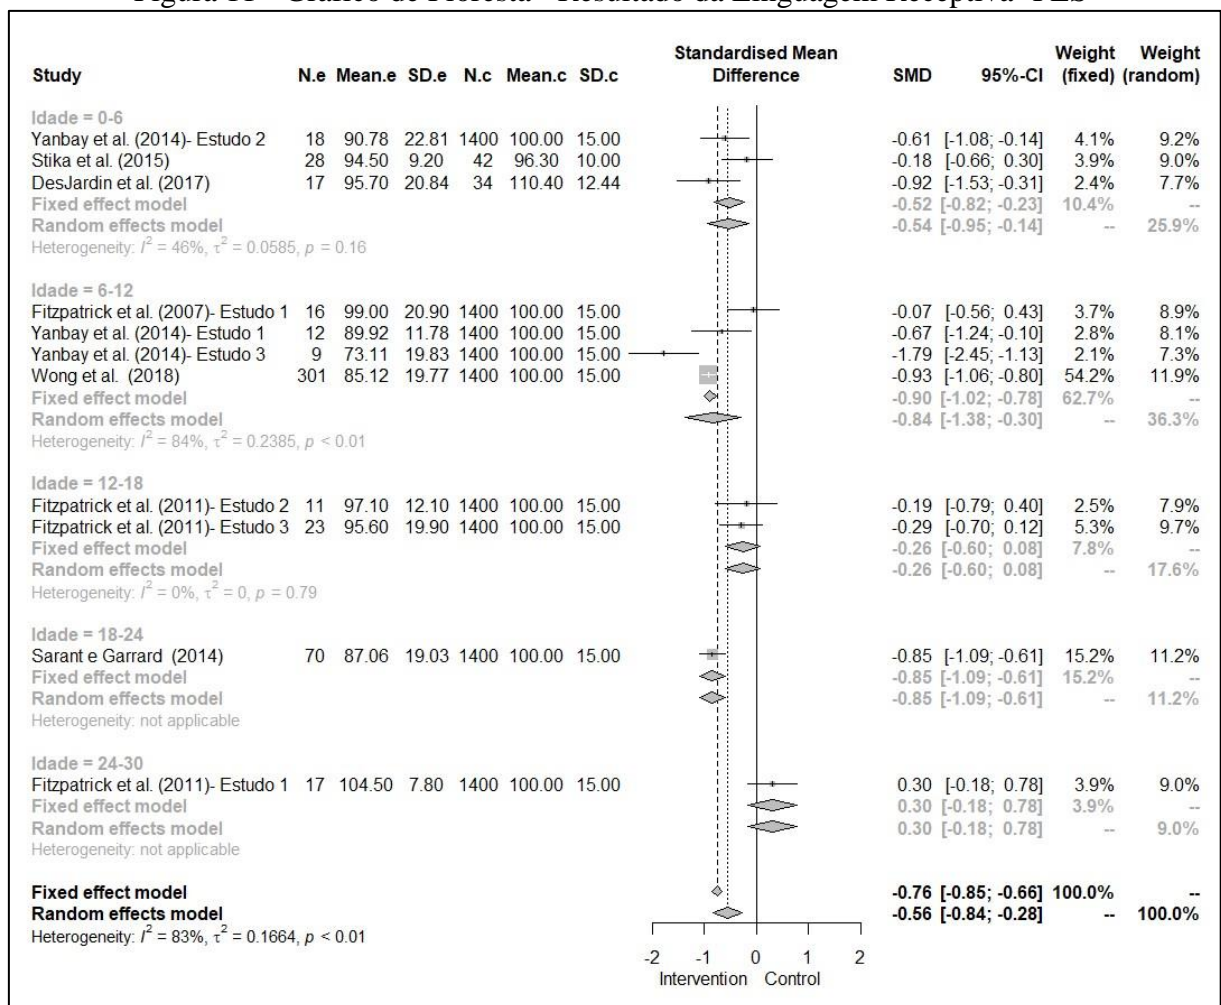 Figura 11 - Gráfico de Floresta - Resultado da Linguagem Receptiva- PLS
Standardised Mean Weight Weight
Study N.e Mean.e SD.e N.c Mean.c SD.c Difference SMD 95%-CI (fixed) (random)
Idade = 0-6
Yanbay et al. (2014)- Estudo 2 18 90.78 22.81 1400 100.00 15.00 -0.61 [-1.08; -0.14] 4.1% 9.2%
Stika et al. (2015) 28 94.50 9.20 42 96.30 10.00 -0.18 [-0.66; 0.30] 3.9% 9.0%
DesJardin et al. (2017) 17 95.70 20.84 34 110.40 12.44 -0.92 [-1.53; -0.31] 2.4% 7.7%
Fixed effect model -0.52 [-0.82; -0.23] 10.4% --
Random effects model -0.54 [-0.95; -0.14] -- 25.9%
Heterogeneity: I² = 46%, τ² = 0.0585, p = 0.16
Idade = 6-12
Fitzpatrick et al. (2007)- Estudo 1 16 99.00 20.90 1400 100.00 15.00 -0.07 [-0.56; 0.43] 3.7% 8.9%
Yanbay et al. (2014)- Estudo 1 12 89.92 11.78 1400 100.00 15.00 -0.67 [-1.24; -0.10] 2.8% 8.1%
Yanbay et al. (2014)- Estudo 3 9 73.11 19.83 1400 100.00 15.00 -1.79 [-2.45; -1.13] 2.1% 7.3%
Wong et al. (2018) 301 85.12 19.77 1400 100.00 15.00 -0.93 [-1.06; -0.80] 54.2% 11.9%
Fixed effect model -0.90 [-1.02; -0.78] 62.7% --
Random effects model -0.84 [-1.38; -0.30] -- 36.3%
Heterogeneity: I² = 84%, τ² = 0.2385, p < 0.01
Idade = 12-18
Fitzpatrick et al. (2011)- Estudo 2 11 97.10 12.10 1400 100.00 15.00 -0.19 [-0.79; 0.40] 2.5% 7.9%
Fitzpatrick et al. (2011)- Estudo 3 23 95.60 19.90 1400 100.00 15.00 -0.29 [-0.70; 0.12] 5.3% 9.7%
Fixed effect model -0.26 [-0.60; 0.08] 7.8% --
Random effects model -0.26 [-0.60; 0.08] -- 17.6%
Heterogeneity: I² = 0%, τ² = 0, p = 0.79
Idade = 18-24
Sarant e Garrard (2014) 70 87.06 19.03 1400 100.00 15.00 -0.85 [-1.09; -0.61] 15.2% 11.2%
Fixed effect model -0.85 [-1.09; -0.61] 15.2% --
Random effects model -0.85 [-1.09; -0.61] -- 11.2%
Heterogeneity: not applicable
Idade = 24-30
Fitzpatrick et al. (2011)- Estudo 1 17 104.50 7.80 1400 100.00 15.00 0.30 [-0.18; 0.78] 3.9% 9.0%
Fixed effect model 0.30 [-0.18; 0.78] 3.9% --
Random effects model 0.30 [-0.18; 0.78] -- 9.0%
Heterogeneity: not applicable
Fixed effect model -0.76 [-0.85; -0.66] 100.0% --
Random effects model -0.56 [-0.84; -0.28] -- 100.0%
Heterogeneity: I² = 83%, τ² = 0.1664, p < 0.01
-2 -1 0 1 2
Intervention Control